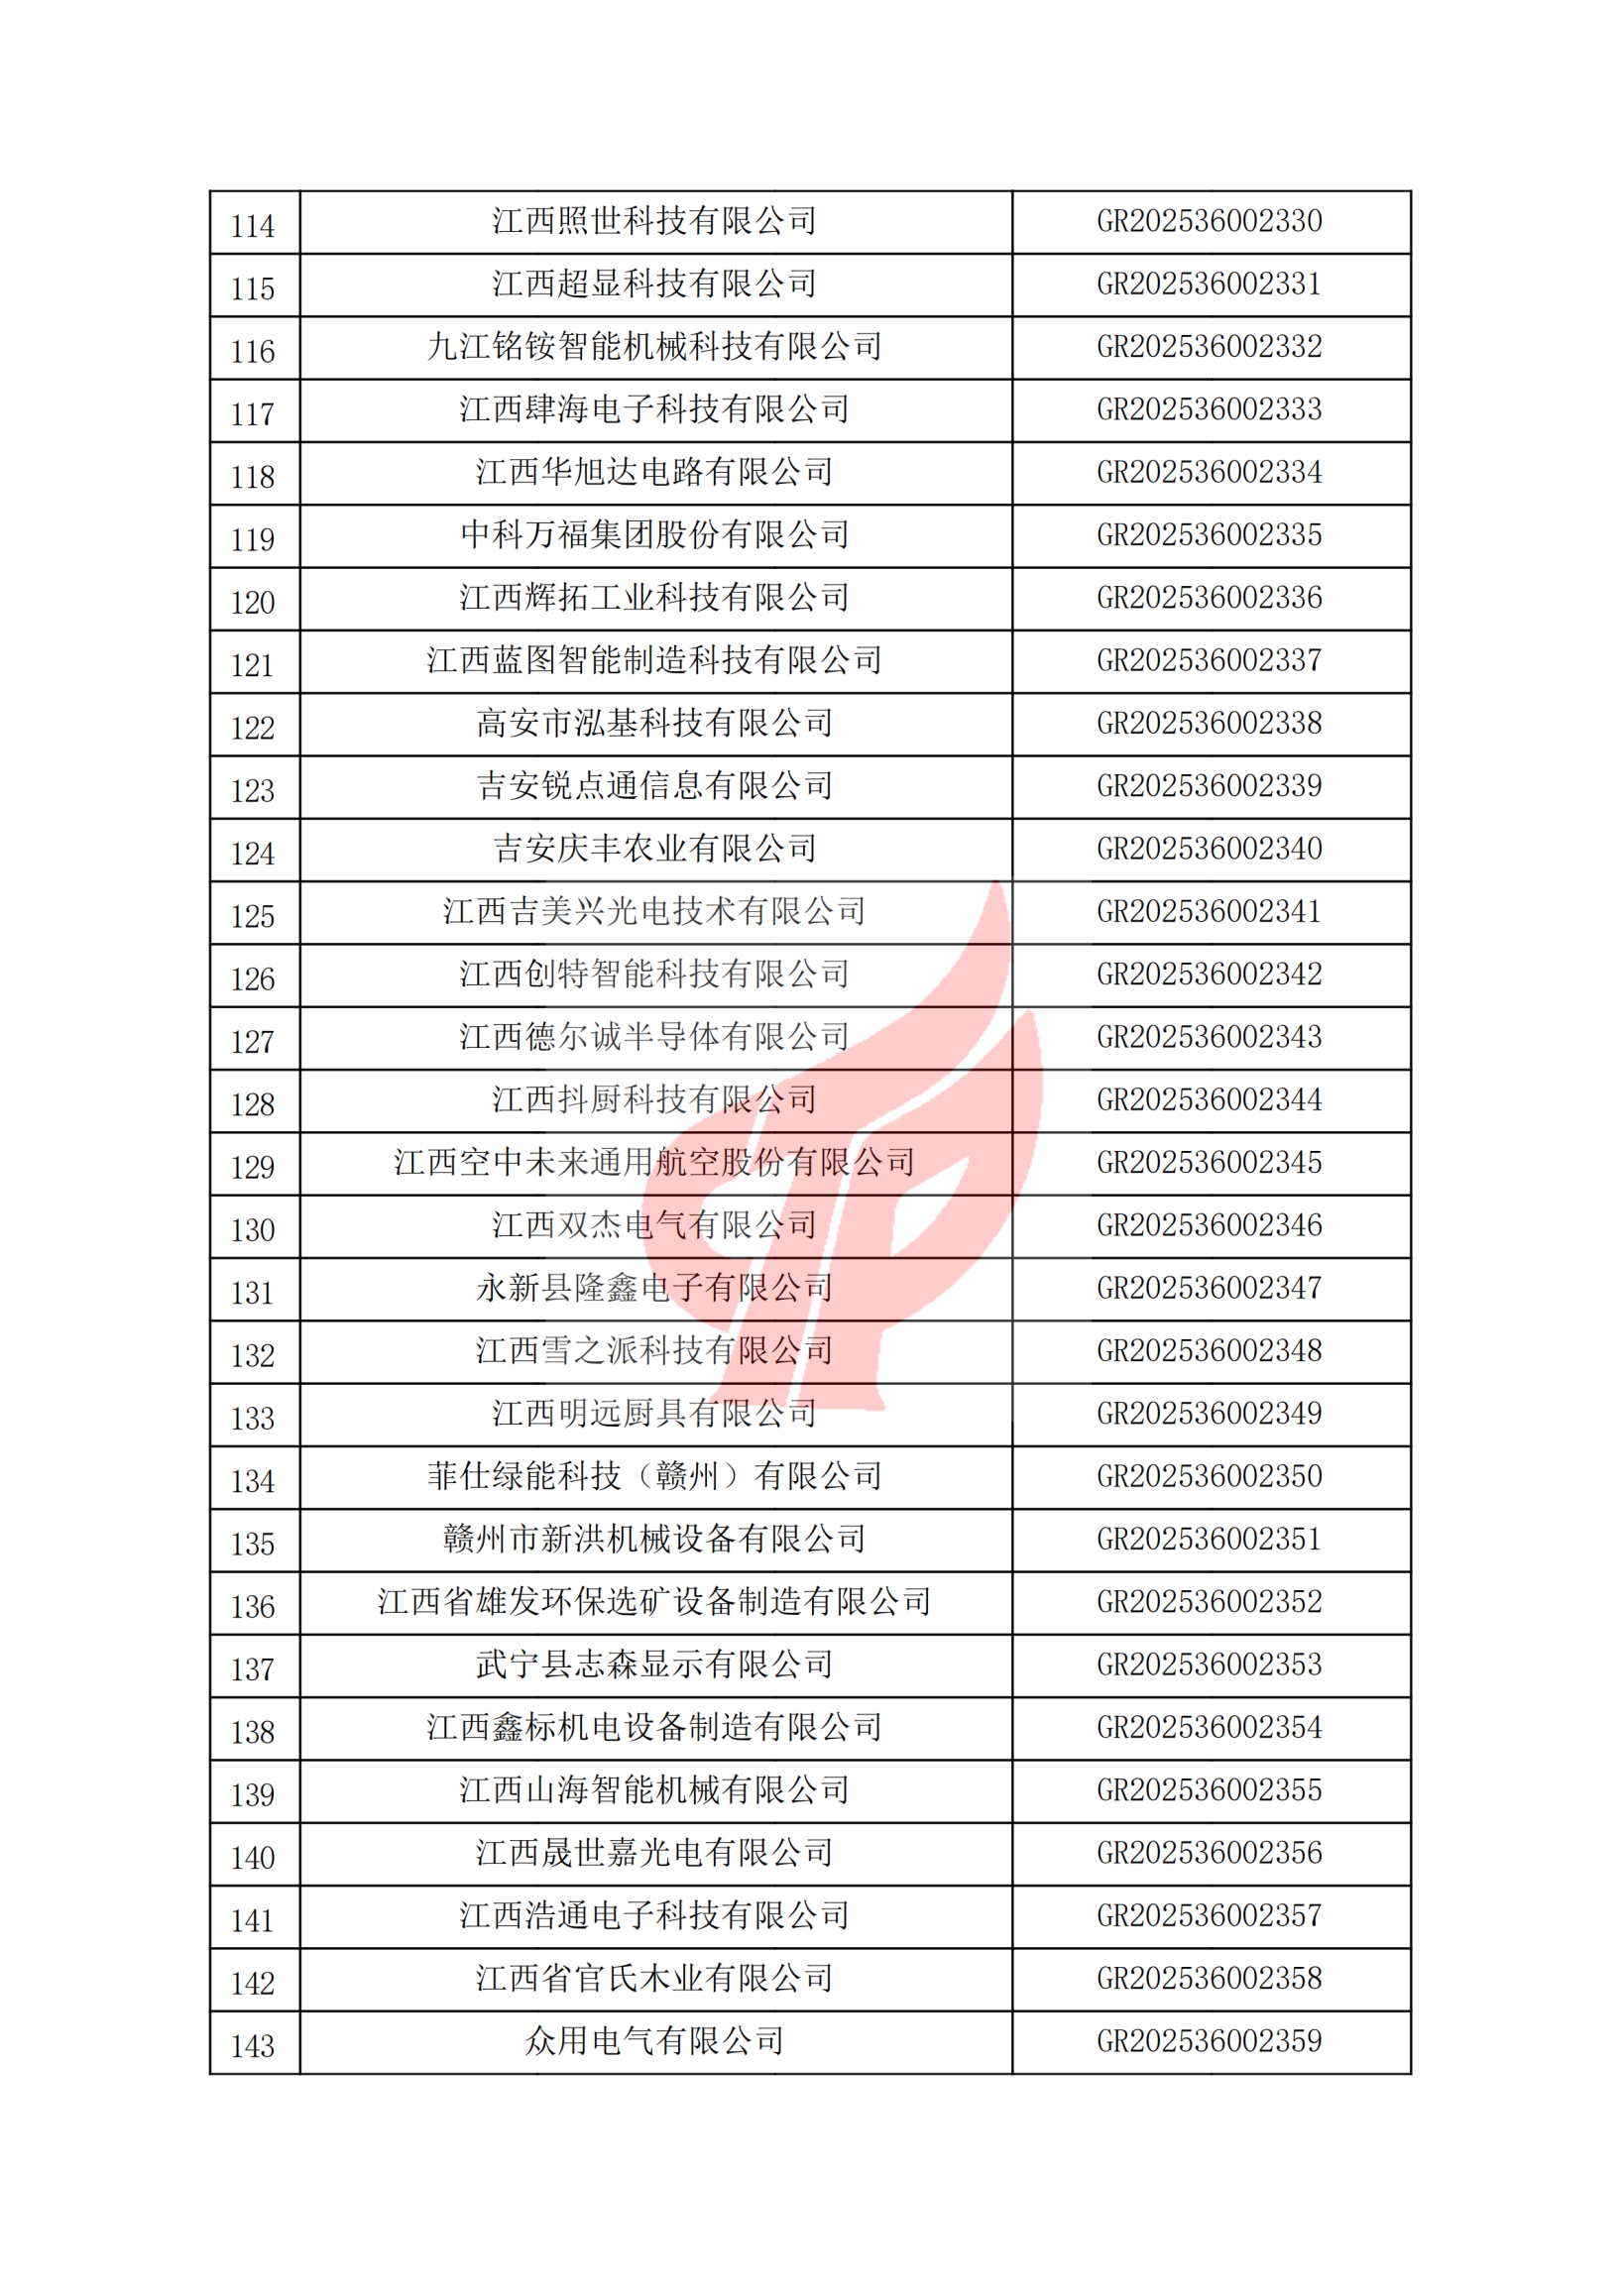 114 江西照世科技有限公司 GR202536002330
115 江西超显科技有限公司 GR202536002331
116 九江铭铵智能机械科技有限公司 GR202536002332
117 江西肆海电子科技有限公司 GR202536002333
118 江西华旭达电路有限公司 GR202536002334
119 中科万福集团股份有限公司 GR202536002335
120 江西辉拓工业科技有限公司 GR202536002336
121 江西蓝图智能制造科技有限公司 GR202536002337
122 高安市泓基科技有限公司 GR202536002338
123 吉安锐点通信息有限公司 GR202536002339
124 吉安庆丰农业有限公司 GR202536002340
125 江西吉美兴光电技术有限公司 GR202536002341
126 江西创特智能科技有限公司 GR202536002342
127 江西德尔诚半导体有限公司 GR202536002343
128 江西抖厨科技有限公司 GR202536002344
129 江西空中未来通用航空股份有限公司 GR202536002345
130 江西双杰电气有限公司 GR202536002346
131 永新县隆鑫电子有限公司 GR202536002347
132 江西雪之派科技有限公司 GR202536002348
133 江西明远厨具有限公司 GR202536002349
134 菲仕绿能科技（赣州）有限公司 GR202536002350
135 赣州市新洪机械设备有限公司 GR202536002351
136 江西省雄发环保选矿设备制造有限公司 GR202536002352
137 武宁县志森显示有限公司 GR202536002353
138 江西鑫标机电设备制造有限公司 GR202536002354
139 江西山海智能机械有限公司 GR202536002355
140 江西晟世嘉光电有限公司 GR202536002356
141 江西浩通电子科技有限公司 GR202536002357
142 江西省官氏木业有限公司 GR202536002358
143 众用电气有限公司 GR202536002359